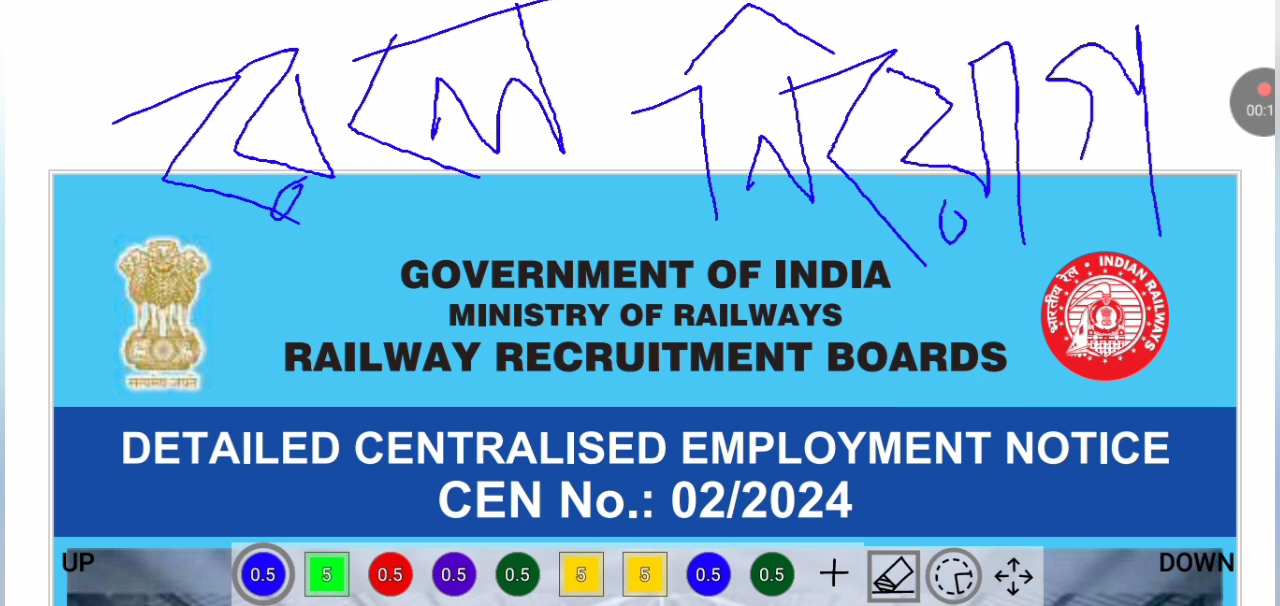 রেলে নিয়োগ
00:1
GOVERNMENT OF INDIA
MINISTRY OF RAILWAYS
RAILWAY RECRUITMENT BOARDS
सत्यमेव जयते
भारतीय रेल • INDIAN RAILWAYS
DETAILED CENTRALISED EMPLOYMENT NOTICE
CEN No.: 02/2024
UP 0.5 5 0.5 0.5 0.5 5 5 0.5 0.5 DOWN